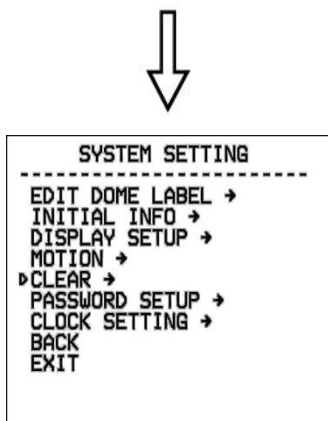 SYSTEM SETTING
------------------------
EDIT DOME LABEL →
INITIAL INFO →
DISPLAY SETUP →
MOTION →
▷CLEAR →
PASSWORD SETUP →
CLOCK SETTING →
BACK
EXIT